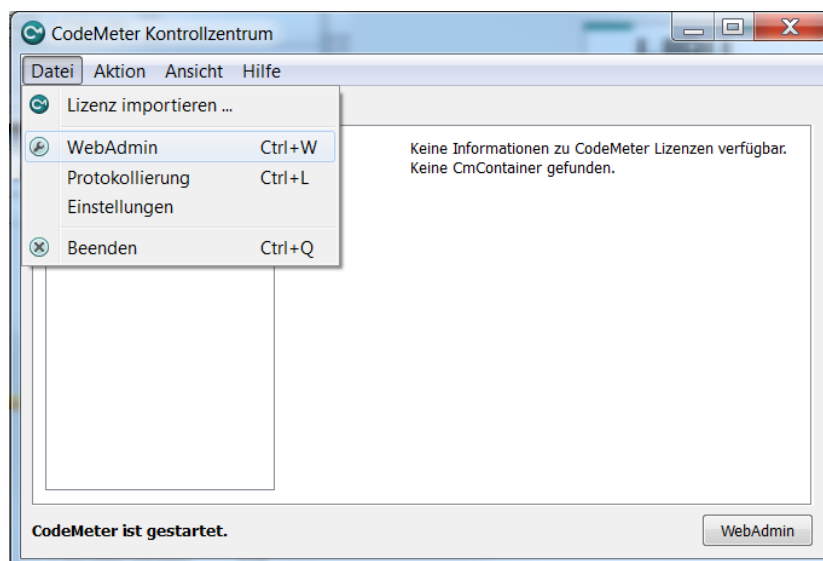 CodeMeter Kontrollzentrum
Datei Aktion Ansicht Hilfe
Lizenz importieren ...
WebAdmin Ctrl+W
Protokollierung Ctrl+L
Einstellungen
Beenden Ctrl+Q
Keine Informationen zu CodeMeter Lizenzen verfügbar.
Keine CmContainer gefunden.
CodeMeter ist gestartet.
WebAdmin